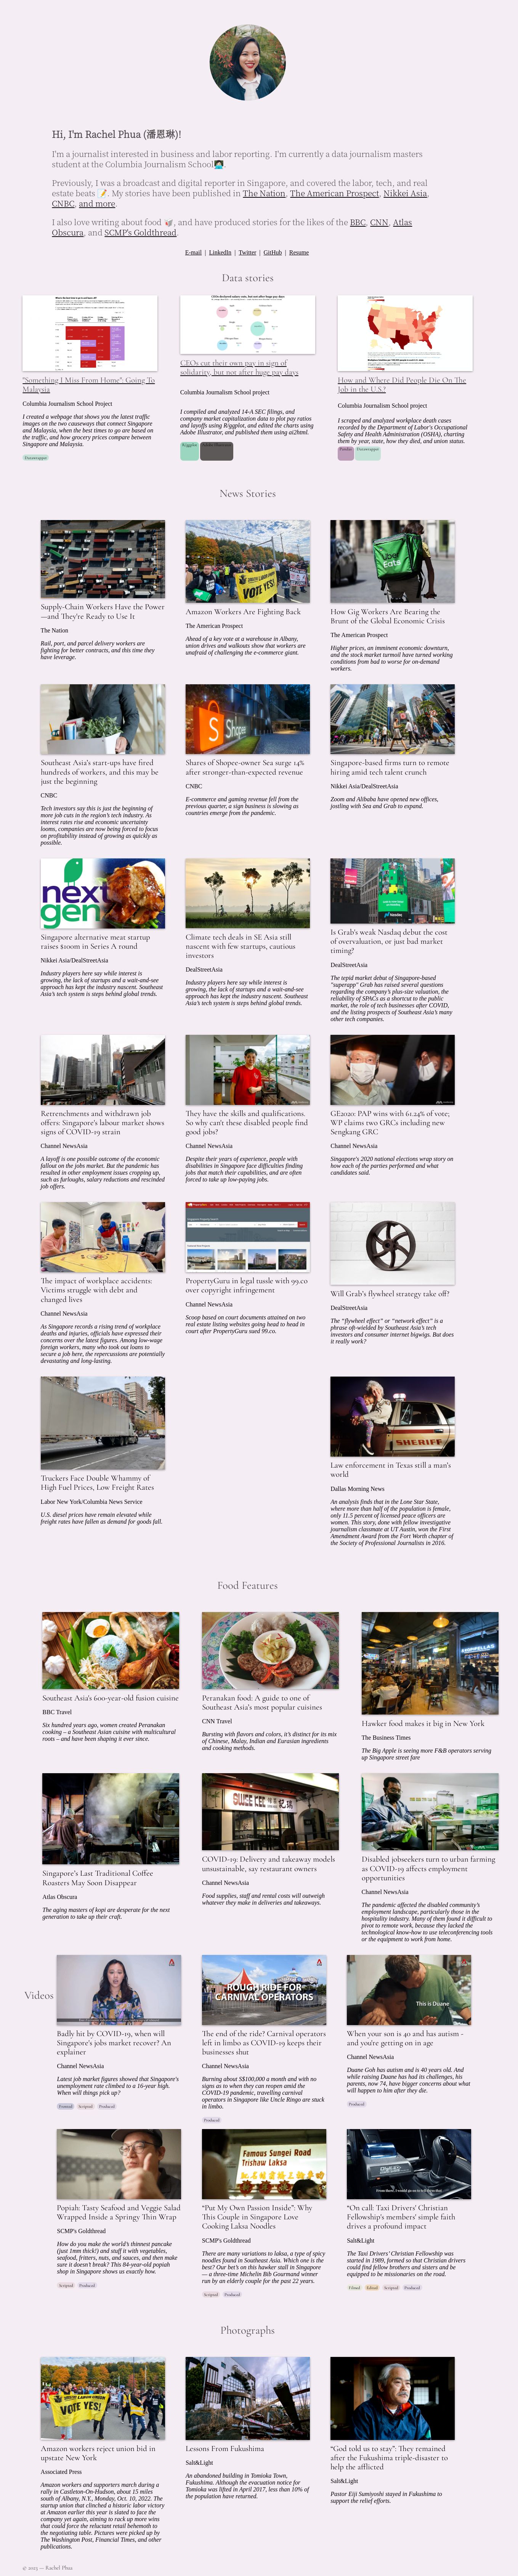 Hi, I'm Rachel Phua (潘恩琳)!
I'm a journalist interested in business and labor reporting. I'm currently a data journalism masters
student at the Columbia Journalism School👩🏻‍💻.
Previously, I was a broadcast and digital reporter in Singapore, and covered the labor, tech, and real
estate beats 📝. My stories have been published in The Nation, The American Prospect, Nikkei Asia,
CNBC, and more.
I also love writing about food 🥡, and have produced stories for the likes of the BBC, CNN, Atlas
Obscura, and SCMP's Goldthread.
E-mail | LinkedIn | Twitter | GitHub | Resume
Data stories
"Something I Miss From Home": Going To
Malaysia
Columbia Journalism School Project
I created a webpage that shows you the latest traffic
images on the two causeways that connect Singapore
and Malaysia, when the best times to go are based on
the traffic, and how grocery prices compare between
Singapore and Malaysia.
Datawrapper
CEOs cut their own pay in sign of
solidarity, but not after huge pay days
Columbia Journalism School project
I compiled and analyzed 14-A SEC filings, and
company market capitalization data to plot pay ratios
and layoffs using R/ggplot, and edited the charts using
Adobe Illustrator, and published them using ai2html.
R/ggplot
How and Where Did People Die On The
Job in the U.S.?
Columbia Journalism School project
I scraped and analyzed workplace death cases
recorded by the Department of Labor's Occupational
Safety and Health Administration (OSHA), charting
them by year, state, how they died, and union status.
Pandas Datawrapper
News Stories
Supply-Chain Workers Have the Power
—and They're Ready to Use It
The Nation
Rail, port, and parcel delivery workers are
fighting for better contracts, and this time they
have leverage.
VOTE YES!
Amazon Workers Are Fighting Back
The American Prospect
Ahead of a key vote at a warehouse in Albany,
union drives and walkouts show that workers are
unafraid of challenging the e-commerce giant.
Uber
Eats
How Gig Workers Are Bearing the
Brunt of the Global Economic Crisis
The American Prospect
Higher prices, an imminent economic downturn,
and the stock market turmoil have turned working
conditions from bad to worse for on-demand
workers.
Southeast Asia's start-ups have fired
hundreds of workers, and this may be
just the beginning
CNBC
Tech investors say this is just the beginning of
more job cuts in the region's tech industry. As
interest rates rise and economic uncertainty
looms, companies are now being forced to focus
on profitability instead of growing as quickly as
possible.
Shopee
Shares of Shopee-owner Sea surge 14%
after stronger-than-expected revenue
CNBC
E-commerce and gaming revenue fell from the
previous quarter, a sign business is slowing as
countries emerge from the pandemic.
Singapore-based firms turn to remote
hiring amid tech talent crunch
Nikkei Asia/DealStreetAsia
Zoom and Alibaba have opened new offices,
jostling with Sea and Grab to expand.
next
gen
Singapore alternative meat startup
raises $100m in Series A round
Nikkei Asia/DealStreetAsia
Industry players here say while interest is
growing, the lack of startups and a wait-and-see
approach has kept the industry nascent. Southeast
Asia's tech system is steps behind global trends.
Climate tech deals in SE Asia still
nascent with few startups, cautious
investors
DealStreetAsia
Industry players here say while interest is
growing, the lack of startups and a wait-and-see
approach has kept the industry nascent. Southeast
Asia's tech system is steps behind global trends.
Nasdaq
Is Grab's weak Nasdaq debut the cost
of overvaluation, or just bad market
timing?
DealStreetAsia
The tepid market debut of Singapore-based
"superapp" Grab has raised several questions
regarding the company's plus-size valuation, the
reliability of SPACs as a shortcut to the public
market, the role of tech businesses after COVID,
and the listing prospects of Southeast Asia's many
other tech companies.
Retrenchments and withdrawn job
offers: Singapore's labour market shows
signs of COVID-19 strain
Channel NewsAsia
A layoff is one possible outcome of the economic
fallout on the jobs market. But the pandemic has
resulted in other employment issues cropping up,
such as furloughs, salary reductions and rescinded
job offers.
They have the skills and qualifications.
So why can't these disabled people find
good jobs?
Channel NewsAsia
Despite their years of experience, people with
disabilities in Singapore face difficulties finding
jobs that match their capabilities, and are often
forced to take up low-paying jobs.
GE2020: PAP wins with 61.24% of vote;
WP claims two GRCs including new
Sengkang GRC
Channel NewsAsia
Singapore's 2020 national elections wrap story on
how each of the parties performed and what
candidates said.
The impact of workplace accidents:
Victims struggle with debt and
changed lives
Channel NewsAsia
As Singapore records a rising trend of workplace
deaths and injuries, officials have expressed their
concerns over the latest figures. Among low-wage
foreign workers, many who took out loans to
secure a job here, the repercussions are potentially
devastating and long-lasting.
PropertyGuru in legal tussle with 99.co
over copyright infringement
Channel NewsAsia
Scoop based on court documents attained on two
real estate listing websites going head to head in
court after PropertyGuru sued 99.co.
Will Grab's flywheel strategy take off?
DealStreetAsia
The "flywheel effect" or "network effect" is a
phrase oft-wielded by Southeast Asia's tech
investors and consumer internet bigwigs. But does
it really work?
Truckers Face Double Whammy of
High Fuel Prices, Low Freight Rates
Labor New York/Columbia News Service
U.S. diesel prices have remain elevated while
freight rates have fallen as demand for goods fall.
SHERIFF
Law enforcement in Texas still a man's
world
Dallas Morning News
An analysis finds that in the Lone Star State,
where more than half of the population is female,
only 11.5 percent of licensed peace officers are
women. This story, done with fellow investigative
journalism classmate at UT Austin, won the First
Amendment Award from the Fort Worth chapter of
the Society of Professional Journalists in 2016.
Food Features
Southeast Asia's 600-year-old fusion cuisine
BBC Travel
Six hundred years ago, women created Peranakan
cooking – a Southeast Asian cuisine with multicultural
roots – and have been shaping it ever since.
Peranakan food: A guide to one of
Southeast Asia's most popular cuisines
CNN Travel
Bursting with flavors and colors, it's distinct for its mix
of Chinese, Malay, Indian and Eurasian ingredients
and cooking methods.
Hawker food makes it big in New York
The Business Times
The Big Apple is seeing more F&B operators serving
up Singapore street fare
Singapore's Last Traditional Coffee
Roasters May Soon Disappear
Atlas Obscura
The aging masters of kopi are desperate for the next
generation to take up their craft.
SWEE KEE
COVID-19: Delivery and takeaway models
unsustainable, say restaurant owners
Channel NewsAsia
Food supplies, staff and rental costs will outweigh
whatever they make in deliveries and takeaways.
Disabled jobseekers turn to urban farming
as COVID-19 affects employment
opportunities
Channel NewsAsia
The pandemic affected the disabled community's
employment landscape, particularly those in the
hospitality industry. Many of them found it difficult to
pivot to remote work, because they lacked the
technological know-how to use teleconferencing tools
or the equipment to work from home.
Videos
Badly hit by COVID-19, when will
Singapore's jobs market recover? An
explainer
Channel NewsAsia
Latest job market figures showed that Singapore's
unemployment rate climbed to a 16-year high.
When will things pick up?
Fronted Scripted Produced
ROUGH RIDE FOR
CARNIVAL OPERATORS
The end of the ride? Carnival operators
left in limbo as COVID-19 keeps their
businesses shut
Channel NewsAsia
Burning about S$100,000 a month and with no
signs as to when they can reopen amid the
COVID-19 pandemic, travelling carnival
operators in Singapore like Uncle Ringo are stuck
in limbo.
Produced
This is Duane
When your son is 40 and has autism -
and you're getting on in age
Channel NewsAsia
Duane Goh has autism and is 40 years old. And
while raising Duane has had its challenges, his
parents, now 74, have bigger concerns about what
will happen to him after they die.
Produced
Popiah: Tasty Seafood and Veggie Salad
Wrapped Inside a Springy Thin Wrap
SCMP's Goldthread
How do you make the world's thinnest pancake
(just 1mm thick!) and stuff it with vegetables,
seafood, fritters, nuts, and sauces, and then make
sure it doesn't break? This 84-year-old popiah
shop in Singapore shows us exactly how.
Scripted Produced
Famous Sungei Road
Trishaw Laksa
"Put My Own Passion Inside": Why
This Couple in Singapore Love
Cooking Laksa Noodles
SCMP's Goldthread
There are many variations to laksa, a type of spicy
noodles found in Southeast Asia. Which one is the
best? Our bet's on this hawker stall in Singapore
— a three-time Michelin Bib Gourmand winner
run by an elderly couple for the past 22 years.
Scripted Produced
"On call: Taxi Drivers' Christian
Fellowship's members' simple faith
drives a profound impact
Salt&Light
The Taxi Drivers' Christian Fellowship was
started in 1989, formed so that Christian drivers
could find fellow brothers and sisters and be
equipped to be missionaries on the road.
Filmed Edited Scripted Produced
Photographs
VOTE YES!
Amazon workers reject union bid in
upstate New York
Associated Press
Amazon workers and supporters march during a
rally in Castleton-On-Hudson, about 15 miles
south of Albany, N.Y., Monday, Oct. 10, 2022. The
startup union that clinched a historic labor victory
at Amazon earlier this year is slated to face the
company yet again, aiming to rack up more wins
that could force the reluctant retail behemoth to
the negotiating table. Pictures were picked up by
The Washington Post, Financial Times, and other
publications.
Lessons From Fukushima
Salt&Light
An abandoned building in Tomioka Town,
Fukushima. Although the evacuation notice for
Tomioka was lifted in April 2017, less than 10% of
the population have returned.
"God told us to stay": They remained
after the Fukushima triple-disaster to
help the afflicted
Salt&Light
Pastor Eiji Sumiyoshi stayed in Fukushima to
support the relief efforts.
© 2023 — Rachel Phua